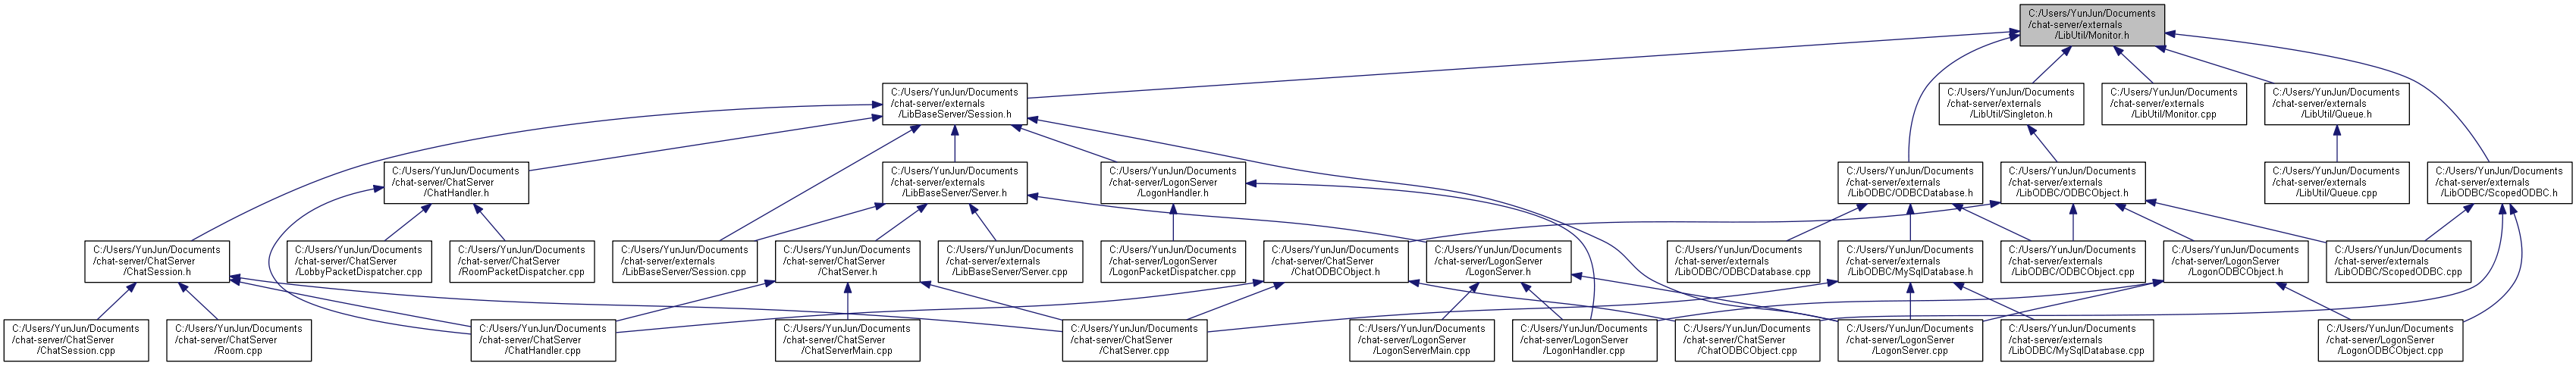 C:/Users/YunJun/Documents
/chat-server/externals
/LibUtil/Monitor.h
C:/Users/YunJun/Documents
/chat-server/externals
/LibBaseServer/Session.h
C:/Users/YunJun/Documents
/chat-server/externals
/LibUtil/Singleton.h
C:/Users/YunJun/Documents
/chat-server/externals
/LibUtil/Monitor.cpp
C:/Users/YunJun/Documents
/chat-server/externals
/LibUtil/Queue.h
C:/Users/YunJun/Documents
/chat-server/ChatServer
/ChatHandler.h
C:/Users/YunJun/Documents
/chat-server/externals
/LibBaseServer/Server.h
C:/Users/YunJun/Documents
/chat-server/LogonServer
/LogonHandler.h
C:/Users/YunJun/Documents
/chat-server/externals
/LibODBC/ODBCDatabase.h
C:/Users/YunJun/Documents
/chat-server/externals
/LibODBC/ODBCObject.h
C:/Users/YunJun/Documents
/chat-server/externals
/LibUtil/Queue.cpp
C:/Users/YunJun/Documents
/chat-server/externals
/LibODBC/ScopedODBC.h
C:/Users/YunJun/Documents
/chat-server/ChatServer
/ChatSession.h
C:/Users/YunJun/Documents
/chat-server/ChatServer
/LobbyPacketDispatcher.cpp
C:/Users/YunJun/Documents
/chat-server/ChatServer
/RoomPacketDispatcher.cpp
C:/Users/YunJun/Documents
/chat-server/externals
/LibBaseServer/Session.cpp
C:/Users/YunJun/Documents
/chat-server/ChatServer
/ChatServer.h
C:/Users/YunJun/Documents
/chat-server/externals
/LibBaseServer/Server.cpp
C:/Users/YunJun/Documents
/chat-server/LogonServer
/LogonPacketDispatcher.cpp
C:/Users/YunJun/Documents
/chat-server/ChatServer
/ChatODBCObject.h
C:/Users/YunJun/Documents
/chat-server/LogonServer
/LogonServer.h
C:/Users/YunJun/Documents
/chat-server/externals
/LibODBC/ODBCDatabase.cpp
C:/Users/YunJun/Documents
/chat-server/externals
/LibODBC/MySqlDatabase.h
C:/Users/YunJun/Documents
/chat-server/externals
/LibODBC/ODBCObject.cpp
C:/Users/YunJun/Documents
/chat-server/LogonServer
/LogonODBCObject.h
C:/Users/YunJun/Documents
/chat-server/externals
/LibODBC/ScopedODBC.cpp
C:/Users/YunJun/Documents
/chat-server/ChatServer
/ChatSession.cpp
C:/Users/YunJun/Documents
/chat-server/ChatServer
/Room.cpp
C:/Users/YunJun/Documents
/chat-server/ChatServer
/ChatHandler.cpp
C:/Users/YunJun/Documents
/chat-server/ChatServer
/ChatServerMain.cpp
C:/Users/YunJun/Documents
/chat-server/ChatServer
/ChatServer.cpp
C:/Users/YunJun/Documents
/chat-server/LogonServer
/LogonServerMain.cpp
C:/Users/YunJun/Documents
/chat-server/LogonServer
/LogonHandler.cpp
C:/Users/YunJun/Documents
/chat-server/ChatServer
/ChatODBCObject.cpp
C:/Users/YunJun/Documents
/chat-server/LogonServer
/LogonServer.cpp
C:/Users/YunJun/Documents
/chat-server/externals
/LibODBC/MySqlDatabase.cpp
C:/Users/YunJun/Documents
/chat-server/LogonServer
/LogonODBCObject.cpp